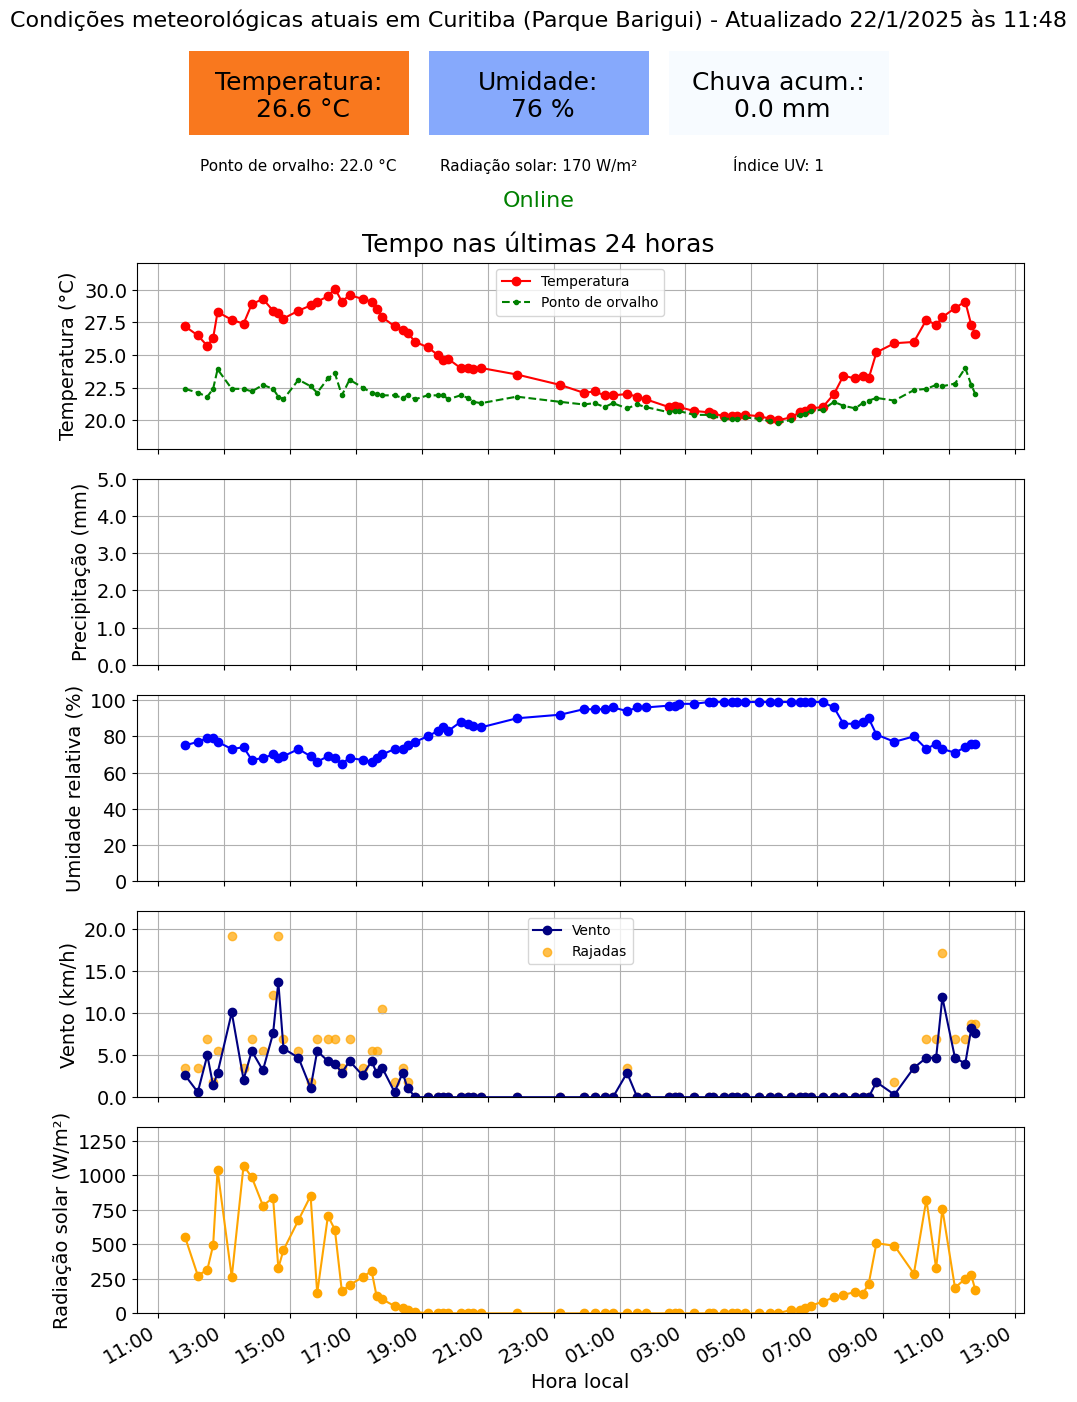 Condições meteorológicas atuais em Curitiba (Parque Barigui) - Atualizado 22/1/2025 às 11:48
Temperatura:
26.6 °C
Umidade:
76 %
Chuva acum.:
0.0 mm
Ponto de orvalho: 22.0 °C
Radiação solar: 170 W/m²
Índice UV: 1
Online
Tempo nas últimas 24 horas
Temperatura (°C)
30.0
27.5
25.0
22.5
20.0
Temperatura
Ponto de orvalho
Precipitação (mm)
5.0
4.0
3.0
2.0
1.0
0.0
Umidade relativa (%)
100
80
60
40
20
0
Vento (km/h)
20.0
15.0
10.0
5.0
0.0
Vento
Rajadas
Radiação solar (W/m²)
1250
1000
750
500
250
0
11:00
13:00
15:00
17:00
19:00
21:00
23:00
01:00
03:00
05:00
07:00
09:00
11:00
13:00
Hora local